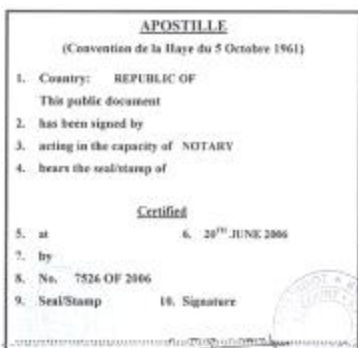 APOSTILLE
(Convention de la Haye du 5 Octobre 1961)
1. Country: REPUBLIC OF
This public document
2. has been signed by
3. acting in the capacity of NOTARY
4. bears the seal/stamp of
Certified
5. at 6. 20TH JUNE 2006
7. by
8. No. 7526 OF 2006
9. Seal/Stamp 10. Signature